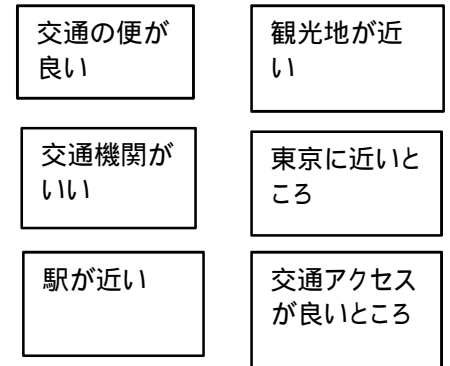 交通の便が
良い
観光地が近
い
交通機関が
いい
東京に近いと
ころ
駅が近い
交通アクセス
が良いところ